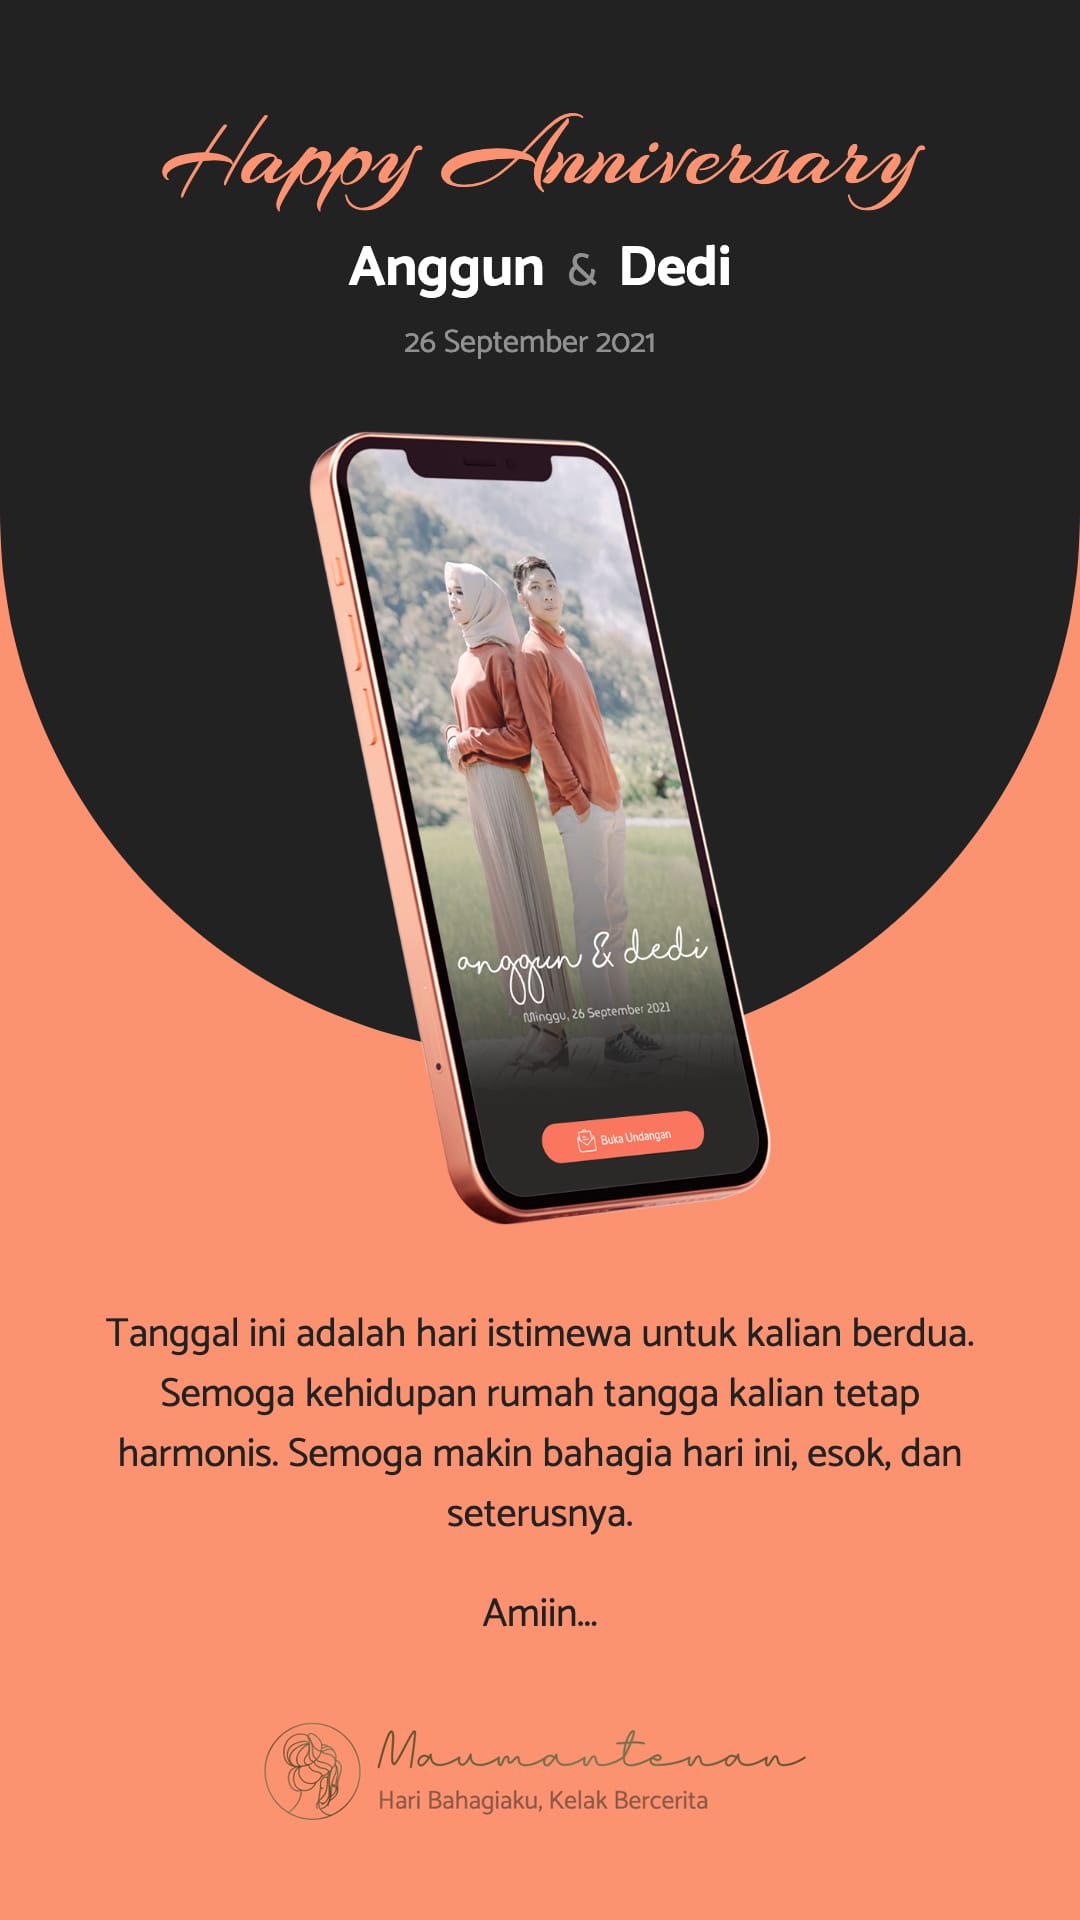 Happy Anniversary
Anggun & Dedi
26 September 2021
anggun & dedi
Minggu, 26 September 2021
Buka Undangan
Tanggal ini adalah hari istimewa untuk kalian berdua.
Semoga kehidupan rumah tangga kalian tetap
harmonis. Semoga makin bahagia hari ini, esok, dan
seterusnya.
Amiin...
Maumantenan
Hari Bahagiaku, Kelak Bercerita